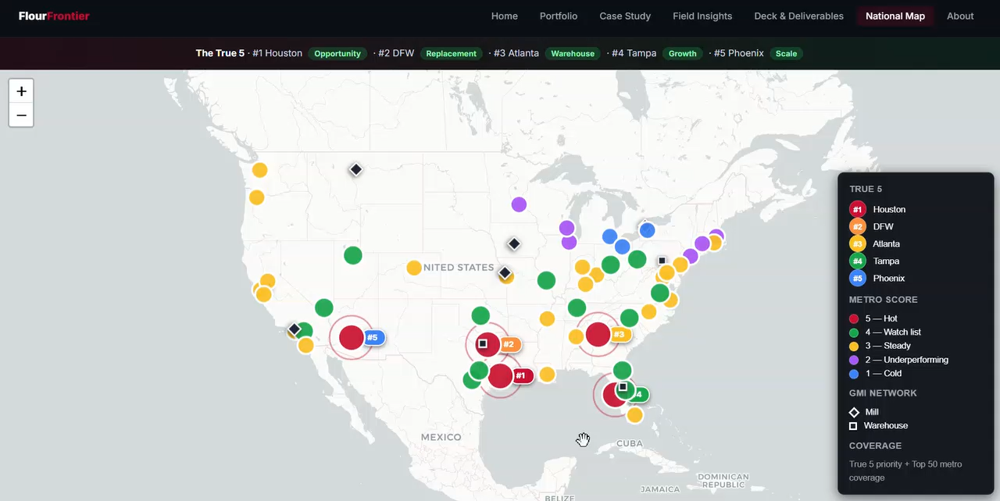 FlourFrontier
Home Portfolio Case Study Field Insights Deck & Deliverables National Map About
The True 5 · #1 Houston Opportunity · #2 DFW Replacement · #3 Atlanta Warehouse · #4 Tampa Growth · #5 Phoenix Scale
+
−
NITED STATES
#5
#2
#3
#1
4
MEXICO
CUBA
DOMINICAN
REPUBLIC
JAMAICA
BELIZE
TRUE 5
#1 Houston
#2 DFW
#3 Atlanta
#4 Tampa
#5 Phoenix
METRO SCORE
5 — Hot
4 — Watch list
3 — Steady
2 — Underperforming
1 — Cold
GMI NETWORK
Mill
Warehouse
COVERAGE
True 5 priority + Top 50 metro
coverage